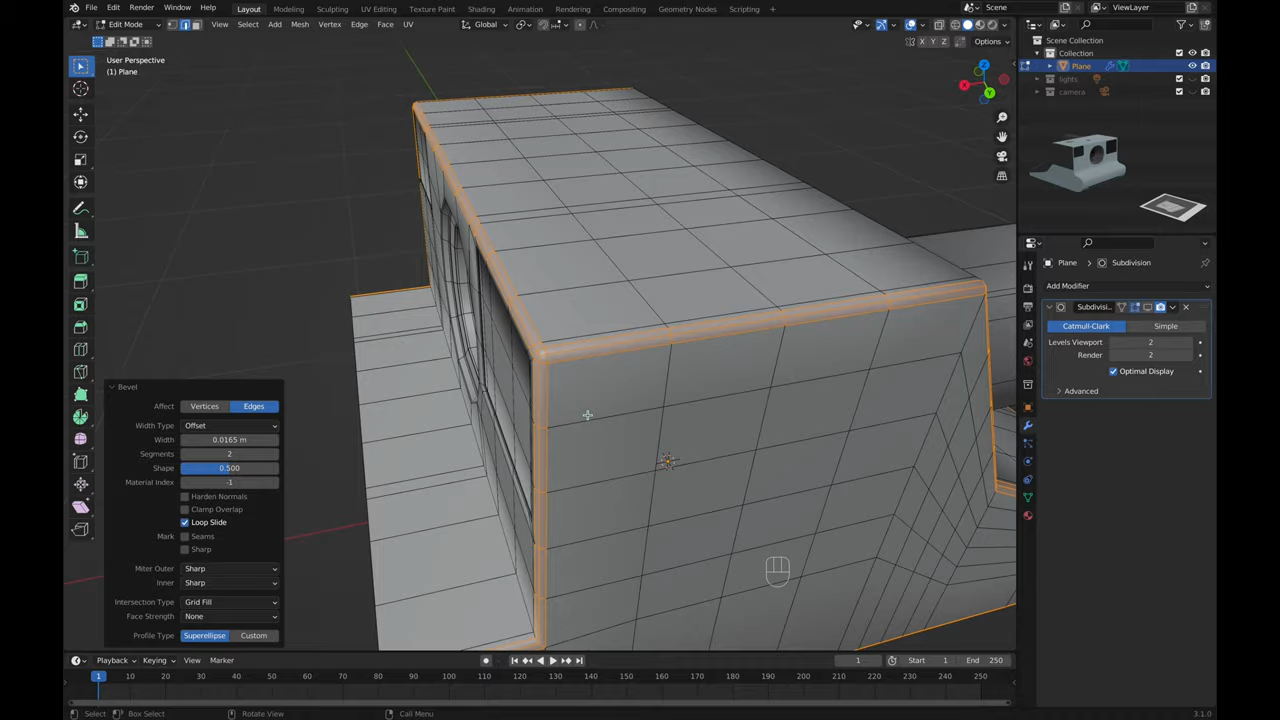 File Edit Render Window Help Layout Modeling Sculpting UV Editing Texture Paint Shading Animation Rendering Compositing Geometry Nodes Scripting Scene ViewLayer
Edit Mode View Select Add Mesh Vertex Edge Face UV Global
X Y Z Options
User Perspective
(1) Plane
X
Y
Z
Scene Collection
Collection
Plane
lights
camera
Plane Subdivision
Add Modifier
Subdivisi...
Catmull-Clark Simple
Levels Viewport 2
Render 2
Optimal Display
Advanced
Bevel
Affect Vertices Edges
Width Type Offset
Width 0.0165 m
Segments 2
Shape 0.500
Material Index -1
Harden Normals
Clamp Overlap
Loop Slide
Mark Seams
Sharp
Miter Outer Sharp
Inner Sharp
Intersection Type Grid Fill
Face Strength None
Profile Type Superellipse Custom
Playback Keying View Marker 1 Start 1 End 250
1 10 20 30 40 50 60 70 80 90 100 110 120 130 140 150 160 170 180 190 200 210 220 230 240 250
Select Box Select Rotate View Call Menu 3.1.0